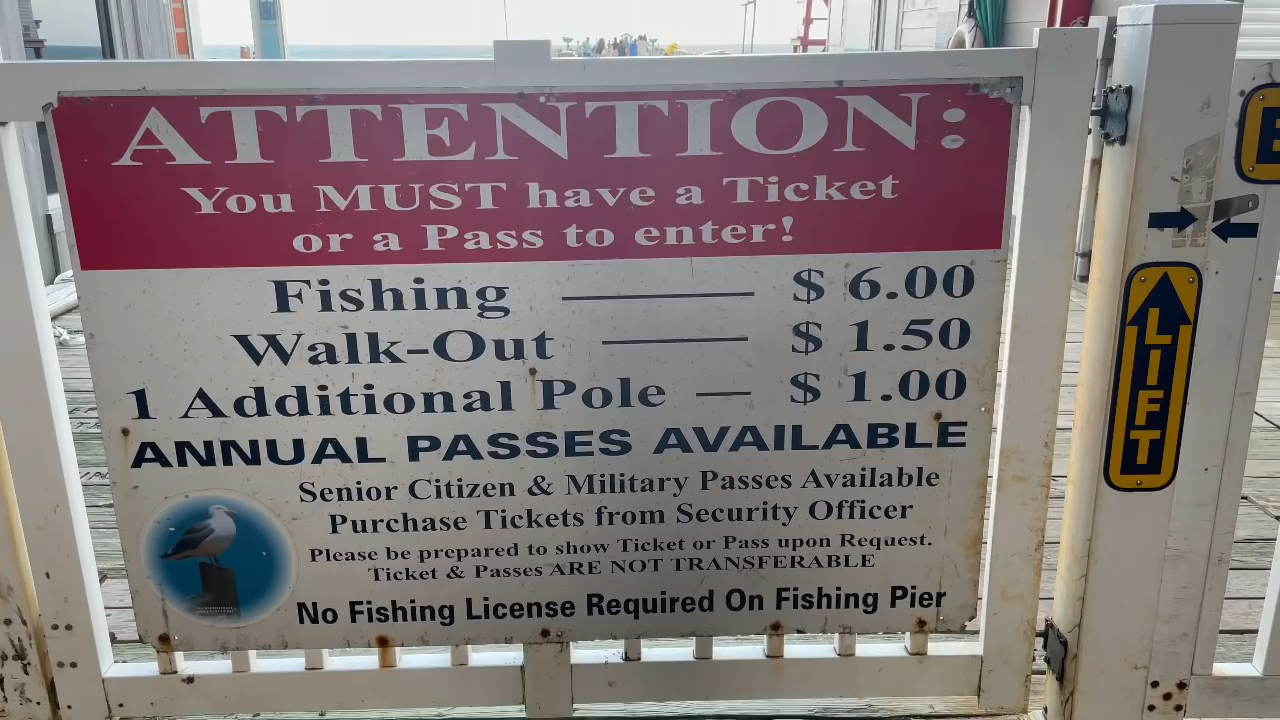 ATTENTION:
You MUST have a Ticket
or a Pass to enter!
Fishing $ 6.00
Walk-Out $ 1.50
1 Additional Pole — $ 1.00
ANNUAL PASSES AVAILABLE
Senior Citizen & Military Passes Available
Purchase Tickets from Security Officer
Please be prepared to show Ticket or Pass upon Request.
Ticket & Passes ARE NOT TRANSFERABLE
No Fishing License Required On Fishing Pier
LIFT